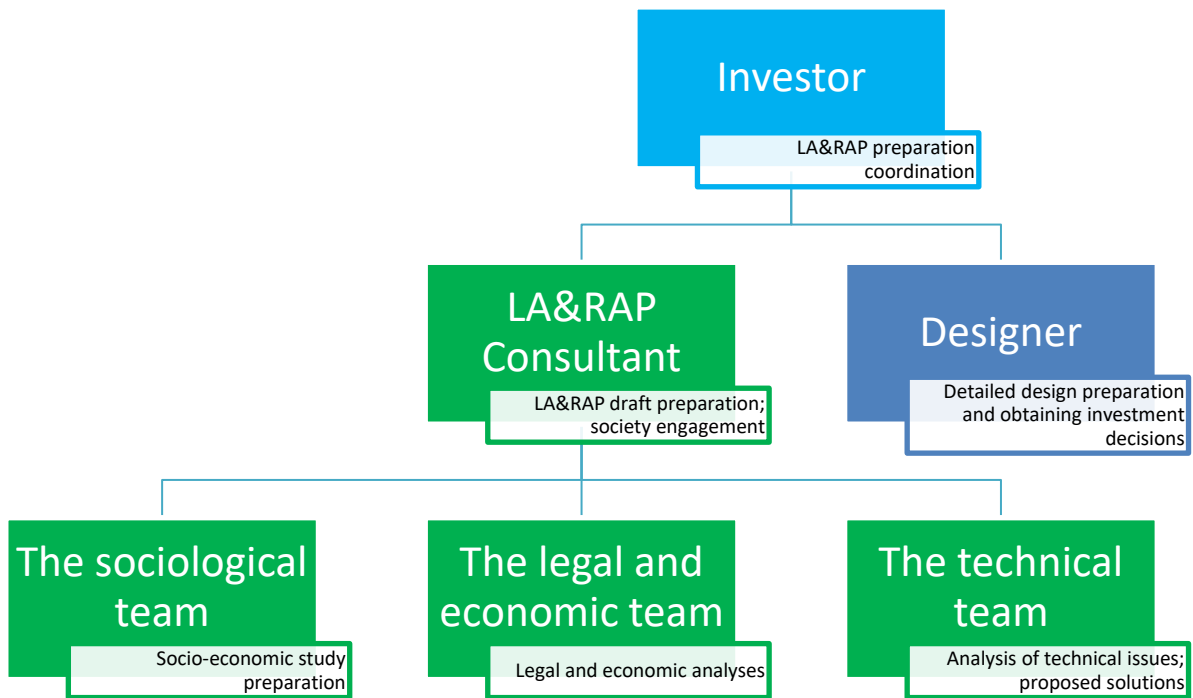 Investor
LA&RAP preparation
coordination
LA&RAP
Consultant
LA&RAP draft preparation;
society engagement
Designer
Detailed design preparation
and obtaining investment
decisions
The sociological
team
Socio-economic study
preparation
The legal and
economic team
Legal and economic analyses
The technical
team
Analysis of technical issues;
proposed solutions